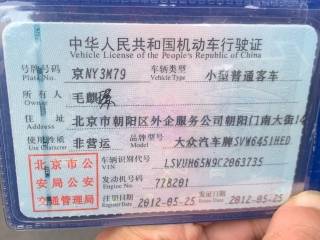 中华人民共和国机动车行驶证
Vehicle License of the People's Republic of China
号牌号码 京NY3M79 车辆类型 小型普通客车
Plate No. Vehicle Type
所有人 毛麒
Owner
住址 北京市朝阳区外企服务公司朝阳门南大街14
Address
使用性质 非营运 品牌型号 大众汽车牌SVW6451HED
Use Character Model
北京市公安局公安交通管理局
车辆识别代号 LSVUH65N9C2063735
VIN
发动机号码 778201
Engine No.
注册日期 2012-05-25 发证日期 2012-05-25
Register Date Issue Date